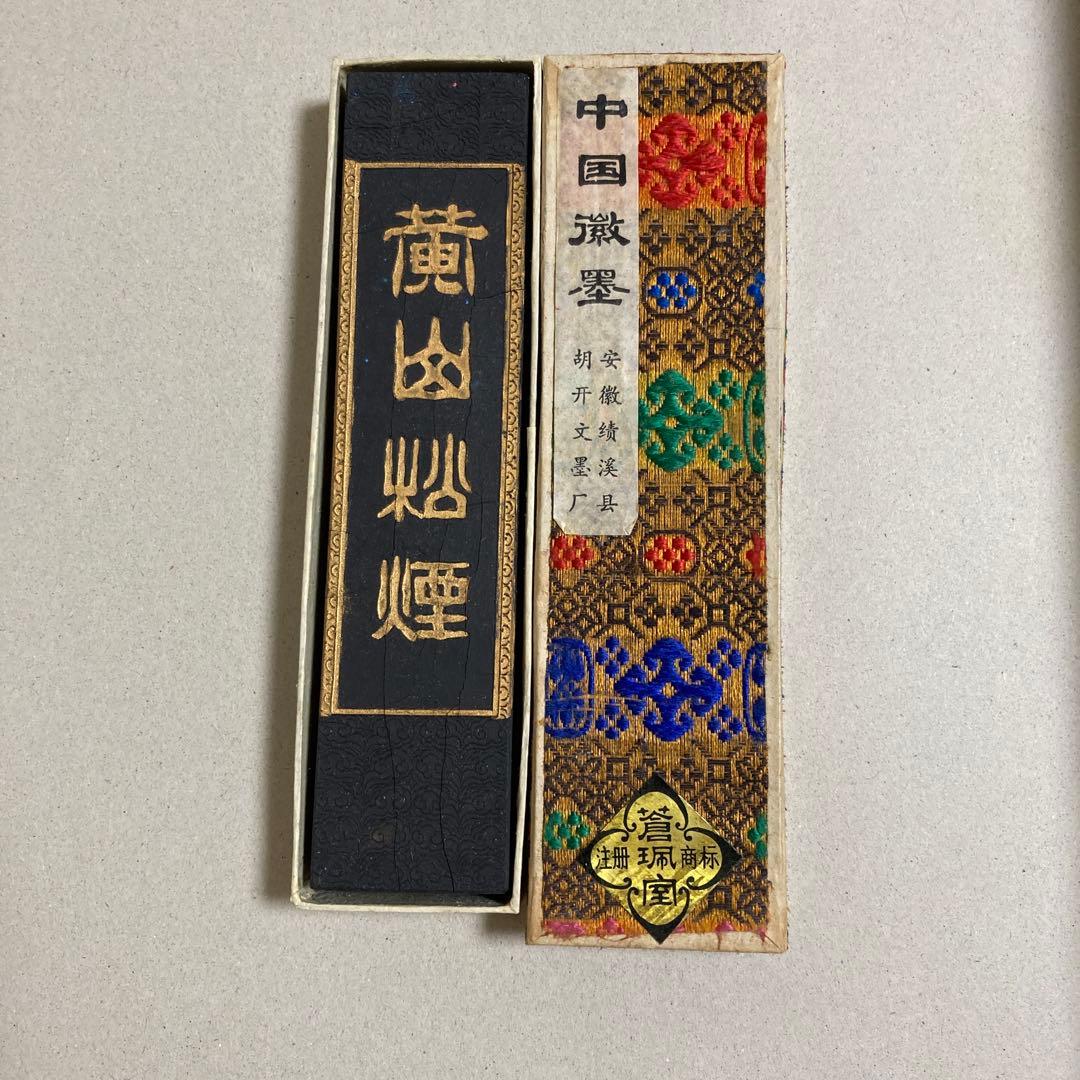 黄山松煙
中国徽墨
安徽绩溪县
胡开文墨厂
蒼珮室
注册商标